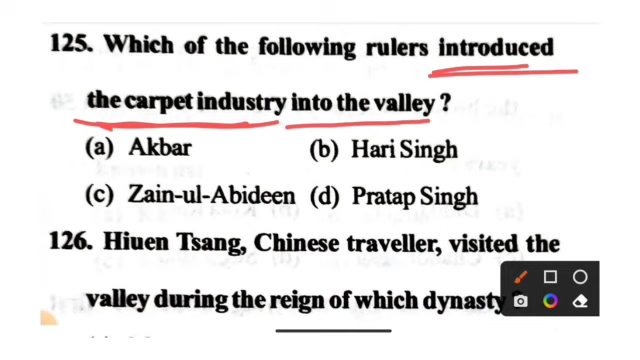 125. Which of the following rulers introduced
the carpet industry into the valley ?
(a) Akbar (b) Hari Singh
(c) Zain-ul-Abideen (d) Pratap Singh
126. Hiuen Tsang, Chinese traveller, visited the
valley during the reign of which dynasty